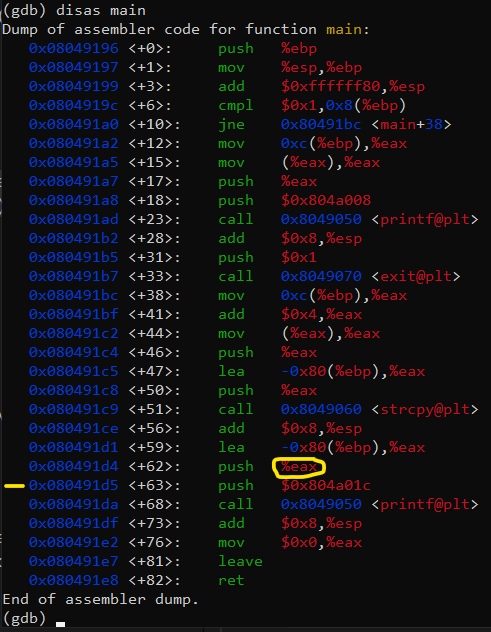 (gdb) disas main
Dump of assembler code for function main:
   0x08049196 <+0>:	push   %ebp
   0x08049197 <+1>:	mov    %esp,%ebp
   0x08049199 <+3>:	add    $0xffffff80,%esp
   0x0804919c <+6>:	cmpl   $0x1,0x8(%ebp)
   0x080491a0 <+10>:	jne    0x80491bc <main+38>
   0x080491a2 <+12>:	mov    0xc(%ebp),%eax
   0x080491a5 <+15>:	mov    (%eax),%eax
   0x080491a7 <+17>:	push   %eax
   0x080491a8 <+18>:	push   $0x804a008
   0x080491ad <+23>:	call   0x8049050 <printf@plt>
   0x080491b2 <+28>:	add    $0x8,%esp
   0x080491b5 <+31>:	push   $0x1
   0x080491b7 <+33>:	call   0x8049070 <exit@plt>
   0x080491bc <+38>:	mov    0xc(%ebp),%eax
   0x080491bf <+41>:	add    $0x4,%eax
   0x080491c2 <+44>:	mov    (%eax),%eax
   0x080491c4 <+46>:	push   %eax
   0x080491c5 <+47>:	lea    -0x80(%ebp),%eax
   0x080491c8 <+50>:	push   %eax
   0x080491c9 <+51>:	call   0x8049060 <strcpy@plt>
   0x080491ce <+56>:	add    $0x8,%esp
   0x080491d1 <+59>:	lea    -0x80(%ebp),%eax
   0x080491d4 <+62>:	push   %eax
   0x080491d5 <+63>:	push   $0x804a01c
   0x080491da <+68>:	call   0x8049050 <printf@plt>
   0x080491df <+73>:	add    $0x8,%esp
   0x080491e2 <+76>:	mov    $0x0,%eax
   0x080491e7 <+81>:	leave
   0x080491e8 <+82>:	ret
End of assembler dump.
(gdb)